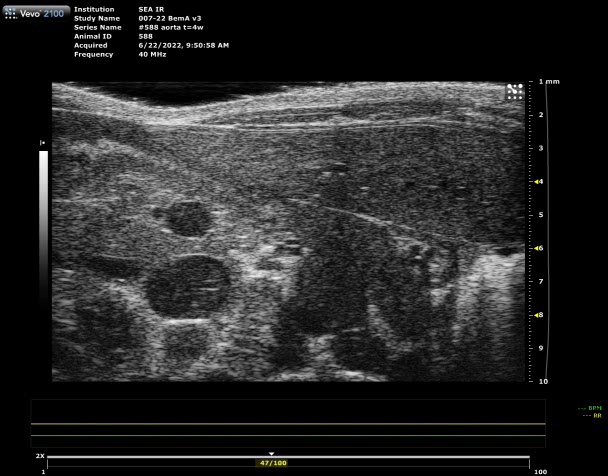 Vevo 2100
Institution SEA IR
Study Name 007-22 BemA v3
Series Name #588 aorta t=4w
Animal ID 588
Acquired 6/22/2022, 9:50:58 AM
Frequency 40 MHz
1 mm
2
3
4
5
6
7
8
9
10
--- BPM
--- RR
2X
47/100
1 100